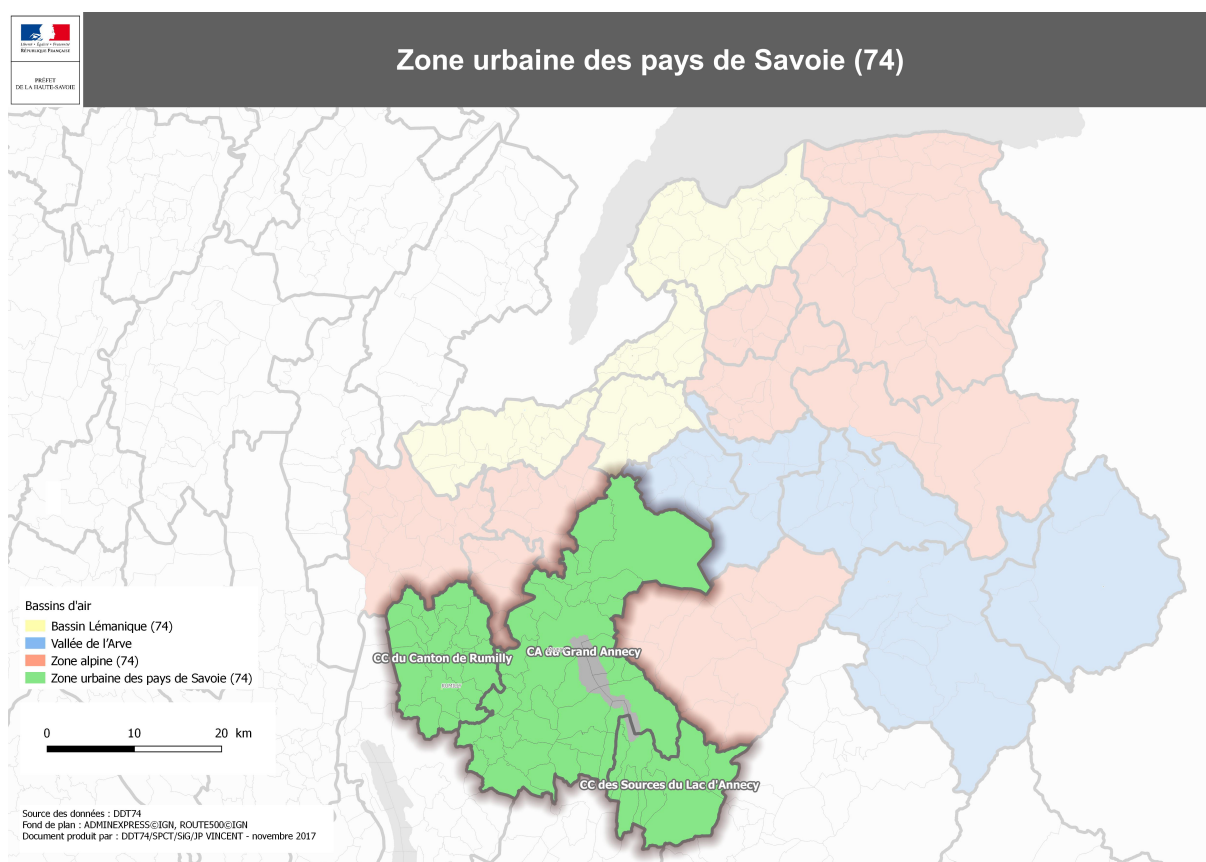 Liberté • Égalité • Fraternité
RÉPUBLIQUE FRANÇAISE
PRÉFET
DE LA HAUTE-SAVOIE
Zone urbaine des pays de Savoie (74)
CC du Canton de Rumilly
CA du Grand Annecy
CC des Sources du Lac d'Annecy
Bassins d'air
Bassin Lémanique (74)
Vallée de l'Arve
Zone alpine (74)
Zone urbaine des pays de Savoie (74)
0 10 20 km
Source des données : DDT74
Fond de plan : ADMINEXPRESS©IGN, ROUTE500©IGN
Document produit par : DDT74/SPCT/SIG/JP VINCENT - novembre 2017